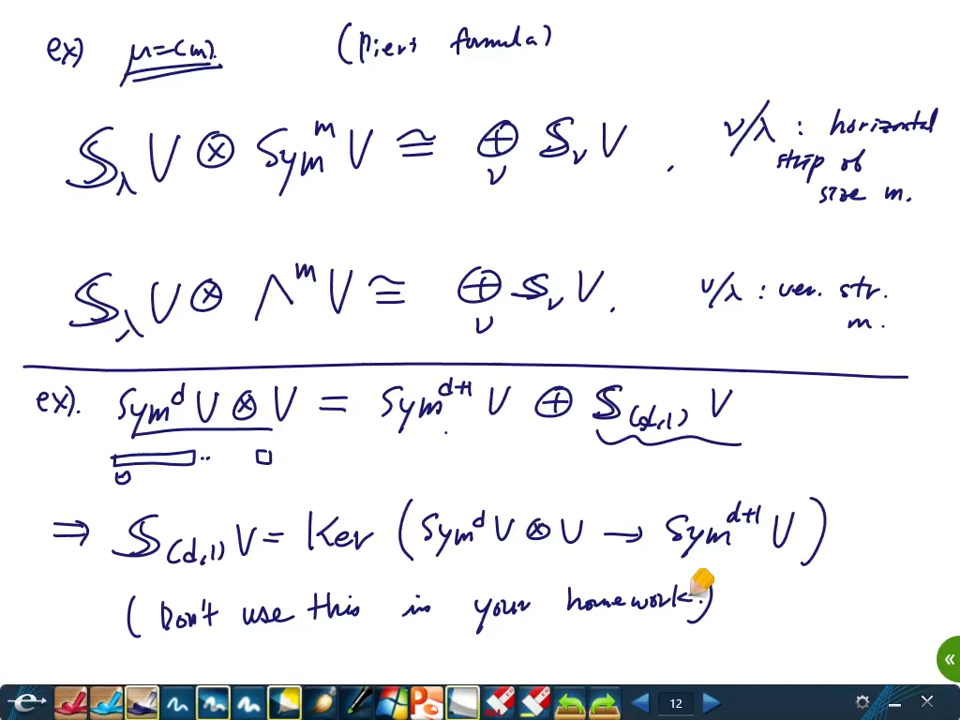 ex) μ=(m). (Pieri formula)
𝕊_λ V ⊗ Sym^m V ≅ ⊕_ν 𝕊_ν V . ν/λ : horizontal
strip of
size m.
𝕊_λ V ⊗ Λ^m V ≅ ⊕_ν 𝕊_ν V . ν/λ : ver. str.
m.
ex). Sym^d V ⊗ V = Sym^{d+1} V ⊕ 𝕊_{(d,1)} V
⇒ 𝕊_{(d,1)} V = Ker ( Sym^d V ⊗ V → Sym^{d+1} V )
( Don't use this in your homework.)
12